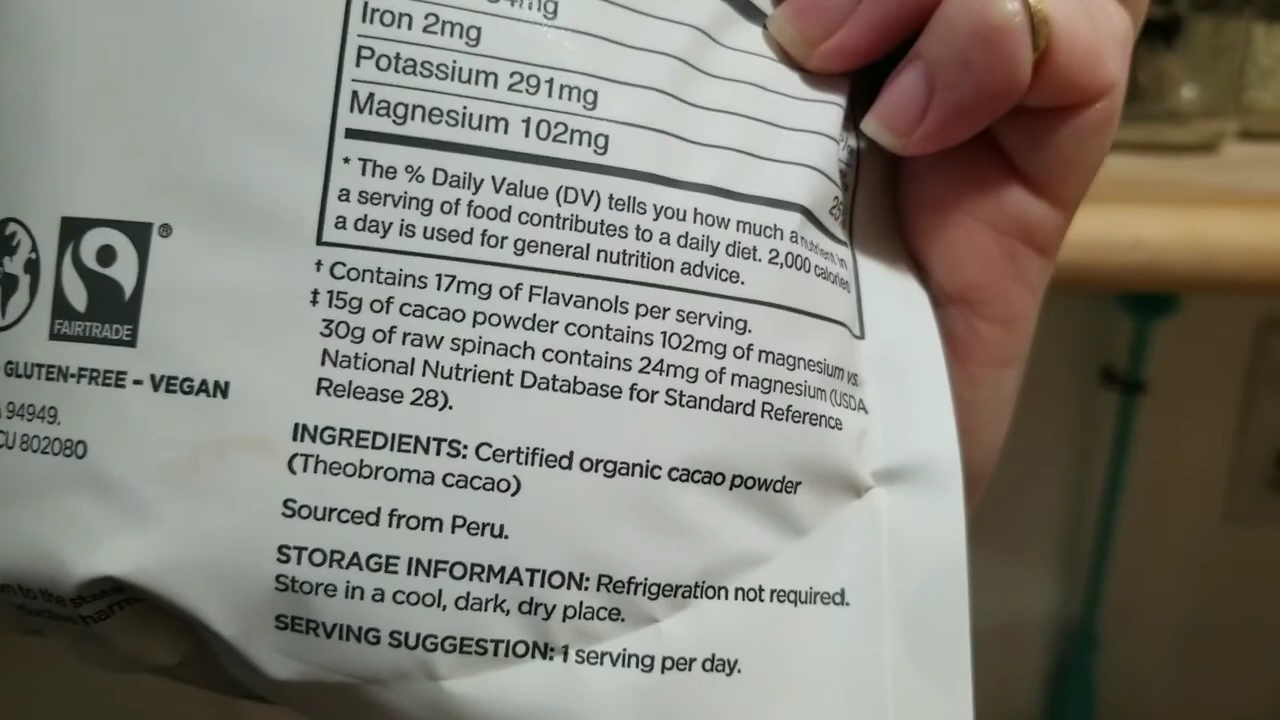 4mg
Iron 2mg
Potassium 291mg
Magnesium 102mg
25
* The % Daily Value (DV) tells you how much a nutrient in
a serving of food contributes to a daily diet. 2,000 calories
a day is used for general nutrition advice.
† Contains 17mg of Flavanols per serving.
‡ 15g of cacao powder contains 102mg of magnesium vs.
30g of raw spinach contains 24mg of magnesium (USDA
National Nutrient Database for Standard Reference
Release 28).
INGREDIENTS: Certified organic cacao powder
(Theobroma cacao)
Sourced from Peru.
STORAGE INFORMATION: Refrigeration not required.
Store in a cool, dark, dry place.
SERVING SUGGESTION: 1 serving per day.
®
FAIRTRADE
GLUTEN-FREE – VEGAN
94949.
CU 802080
to the state